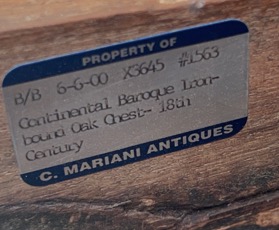 PROPERTY OF
B/B 6-6-00 X3645 #1563
Continental Baroque Iron-
bound Oak Chest- 18th
Century
C. MARIANI ANTIQUES